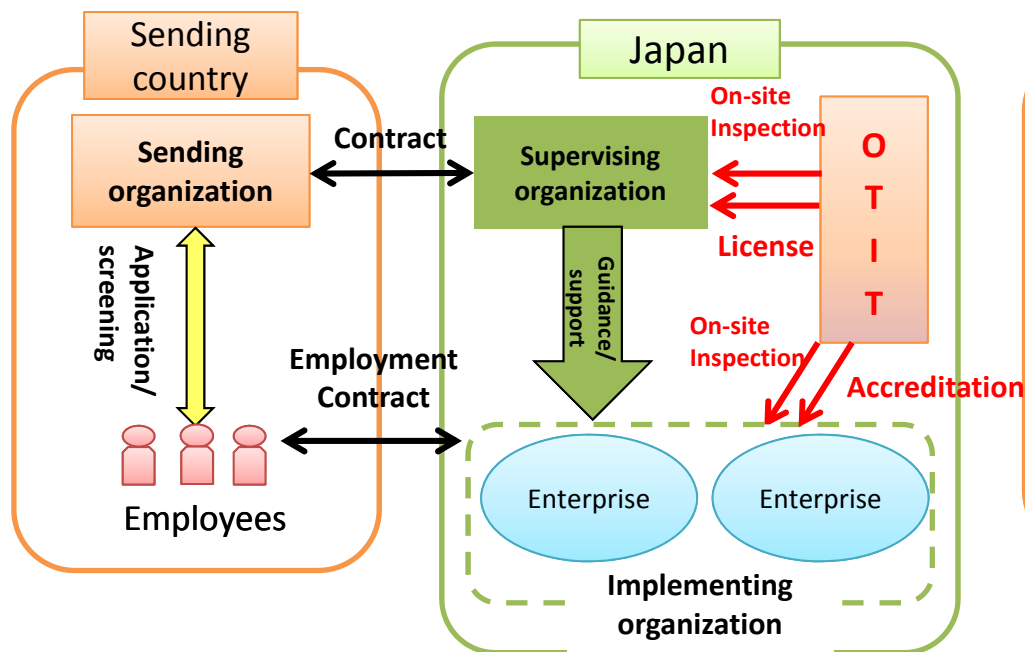 Sending
country
Japan
Sending
organization
Contract
Supervising
organization
On-site
Inspection
License
O
T
I
T
Application/
screening
Guidance/
support
On-site
Inspection
Accreditation
Employment
Contract
Employees
Enterprise
Enterprise
Implementing
organization